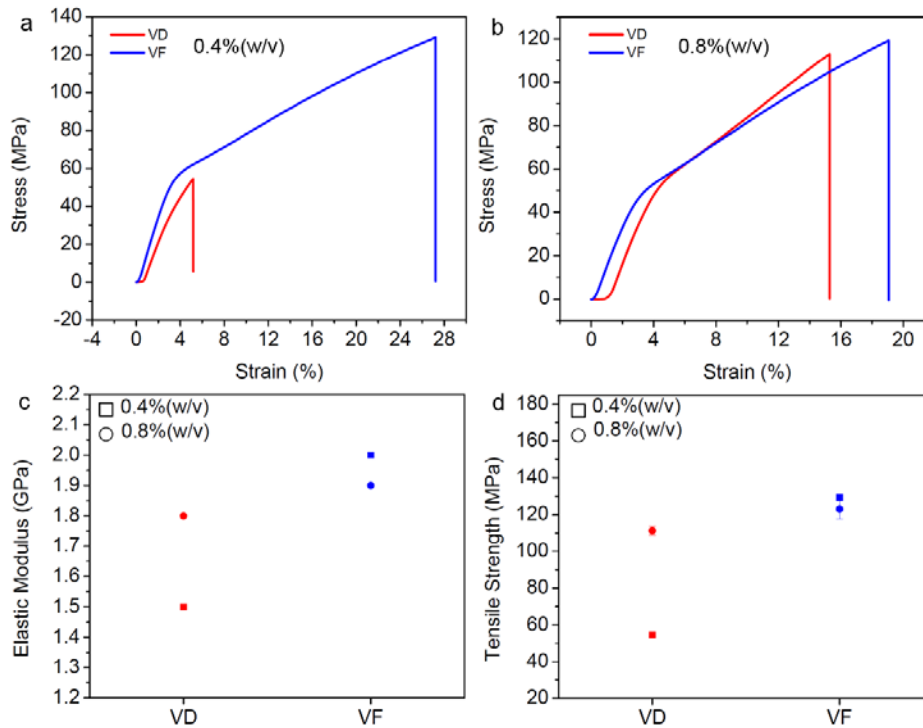 a
140
120
100
80
60
40
20
0
-20
-4 0 4 8 12 16 20 24 28
Stress (MPa)
Strain (%)
VD
VF
0.4%(w/v)
b
120
100
80
60
40
20
0
0 4 8 12 16 20
Stress (MPa)
Strain (%)
VD
VF
0.8%(w/v)
c
2.2
2.1
2.0
1.9
1.8
1.7
1.6
1.5
1.4
1.3
1.2
Elastic Modulus (GPa)
0.4%(w/v)
0.8%(w/v)
VD VF
d
180
160
140
120
100
80
60
40
20
Tensile Strength (MPa)
0.4%(w/v)
0.8%(w/v)
VD VF